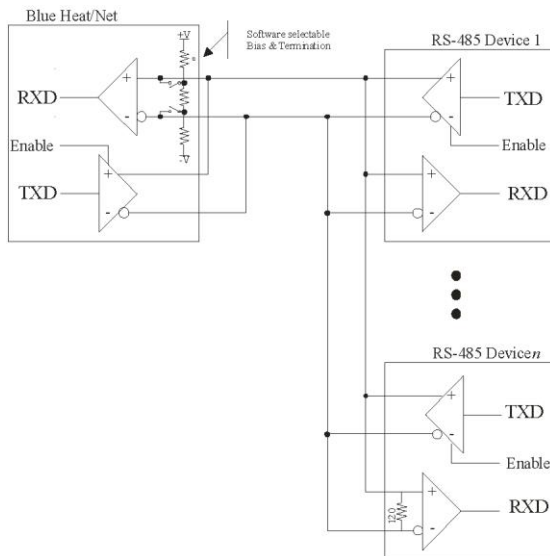 Blue Heat/Net
+V
Software selectable
Bias & Termination
RXD
+
-
Enable
TXD
+
-
RS-485 Device 1
+
-
TXD
Enable
+
-
RXD
RS-485 Device n
+
-
TXD
Enable
120
+
-
RXD